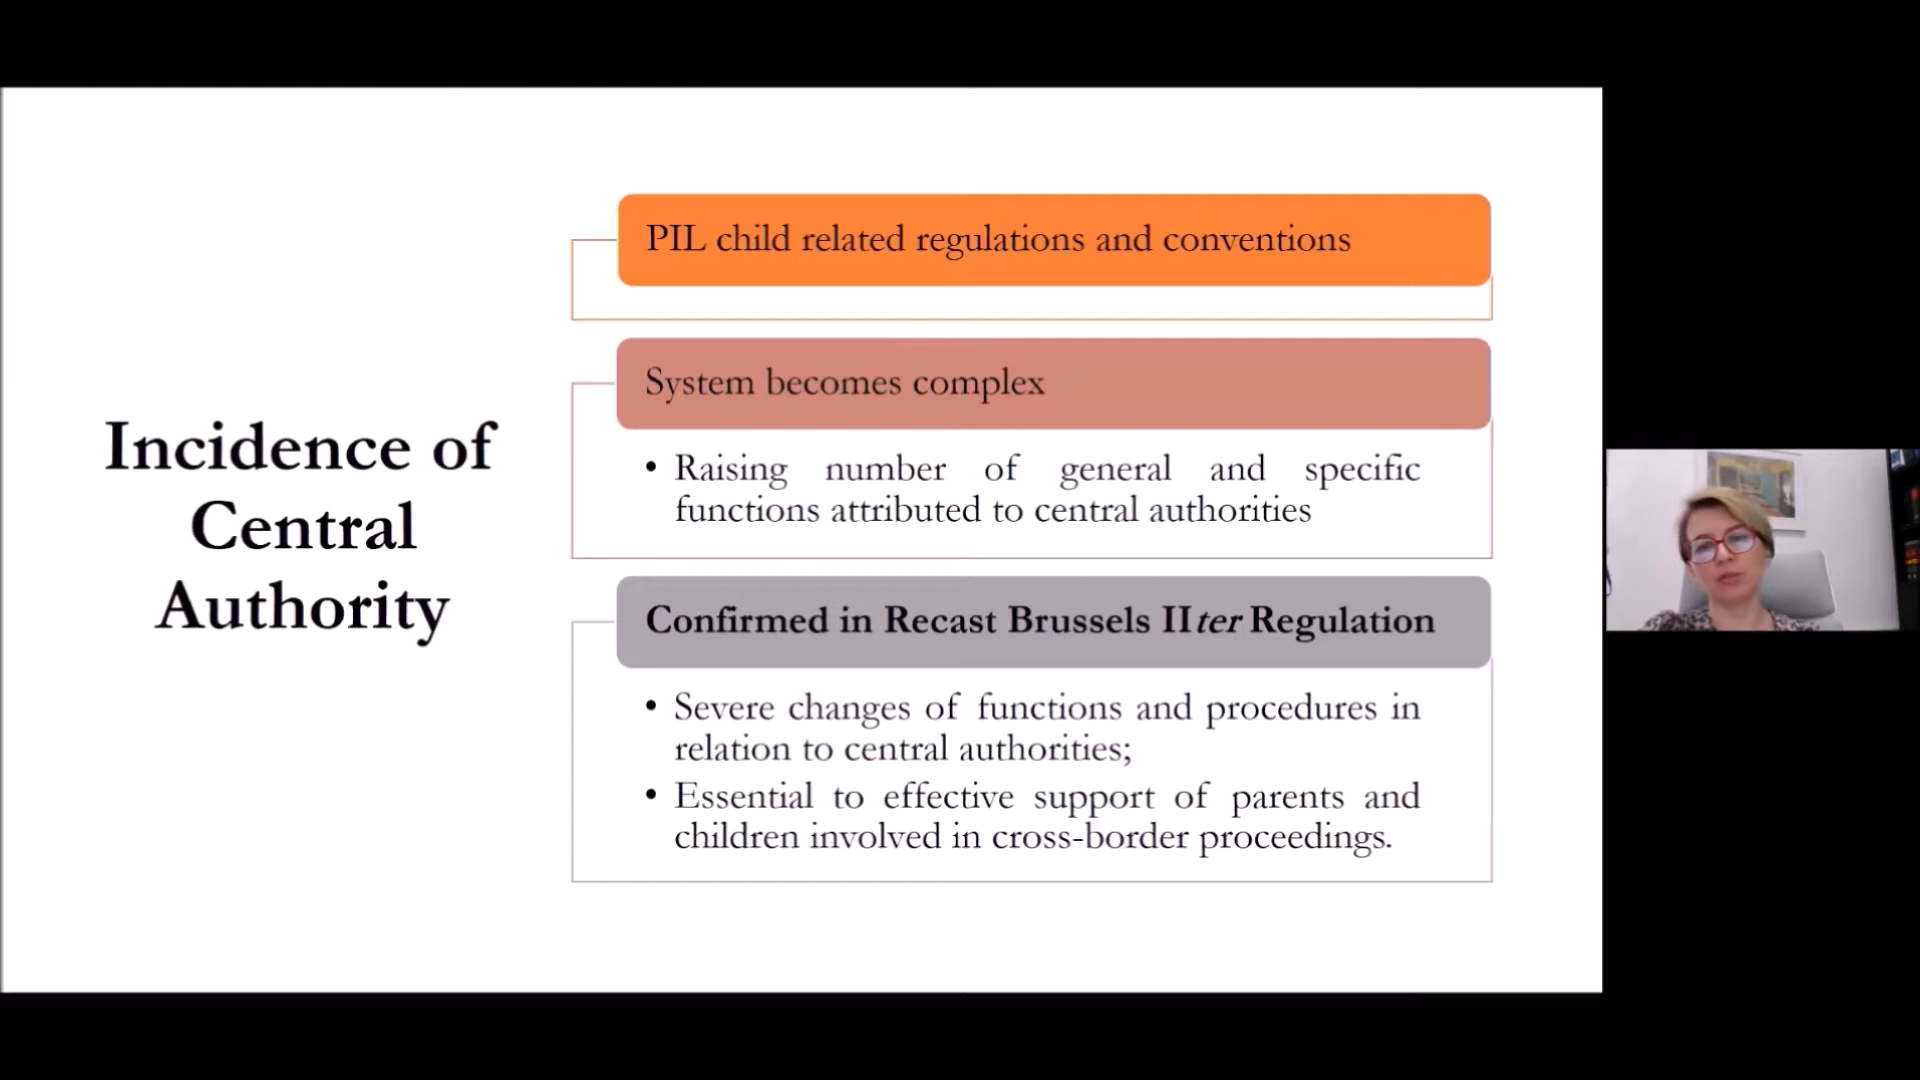 Incidence of
Central
Authority
PIL child related regulations and conventions
System becomes complex
• Raising number of general and specific
functions attributed to central authorities
Confirmed in Recast Brussels IIter Regulation
• Severe changes of functions and procedures in
relation to central authorities;
• Essential to effective support of parents and
children involved in cross-border proceedings.